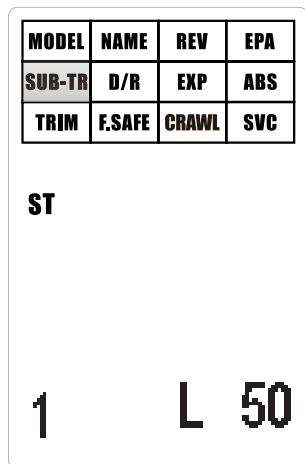 MODEL NAME REV EPA
SUB-TR D/R EXP ABS
TRIM F.SAFE CRAWL SVC
ST
1 L 50